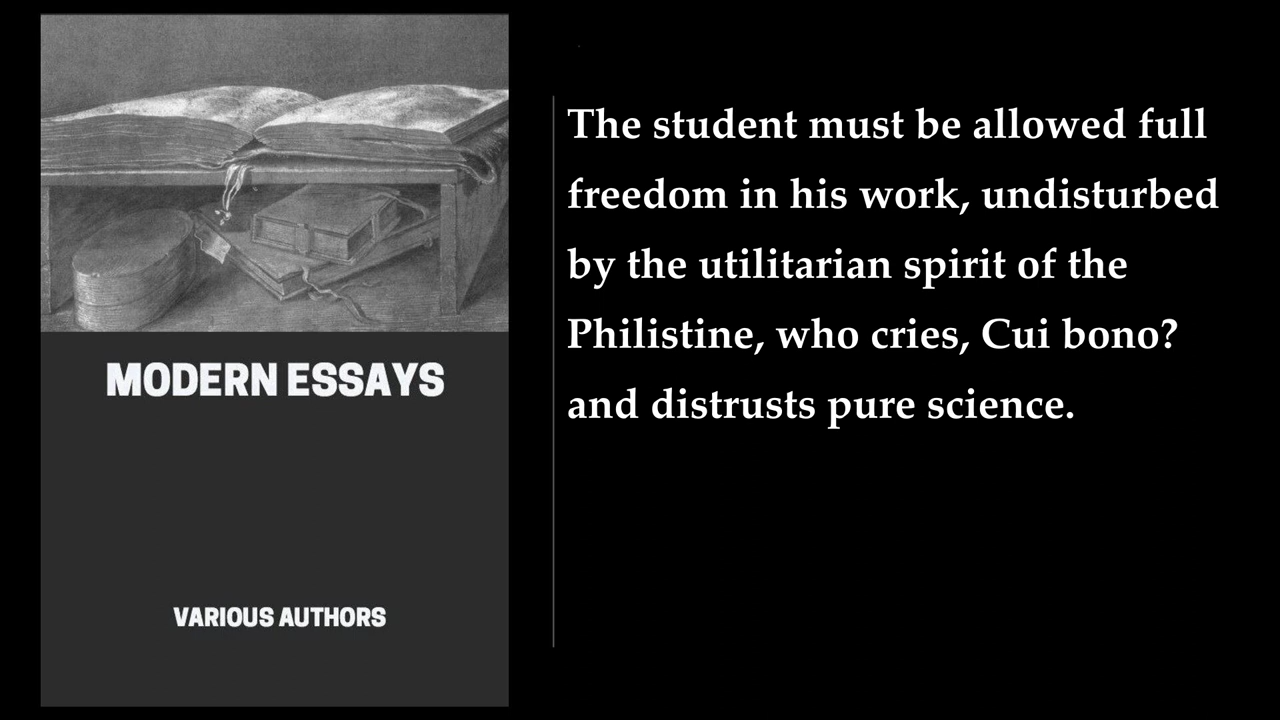 MODERN ESSAYS
VARIOUS AUTHORS
The student must be allowed full
freedom in his work, undisturbed
by the utilitarian spirit of the
Philistine, who cries, Cui bono?
and distrusts pure science.